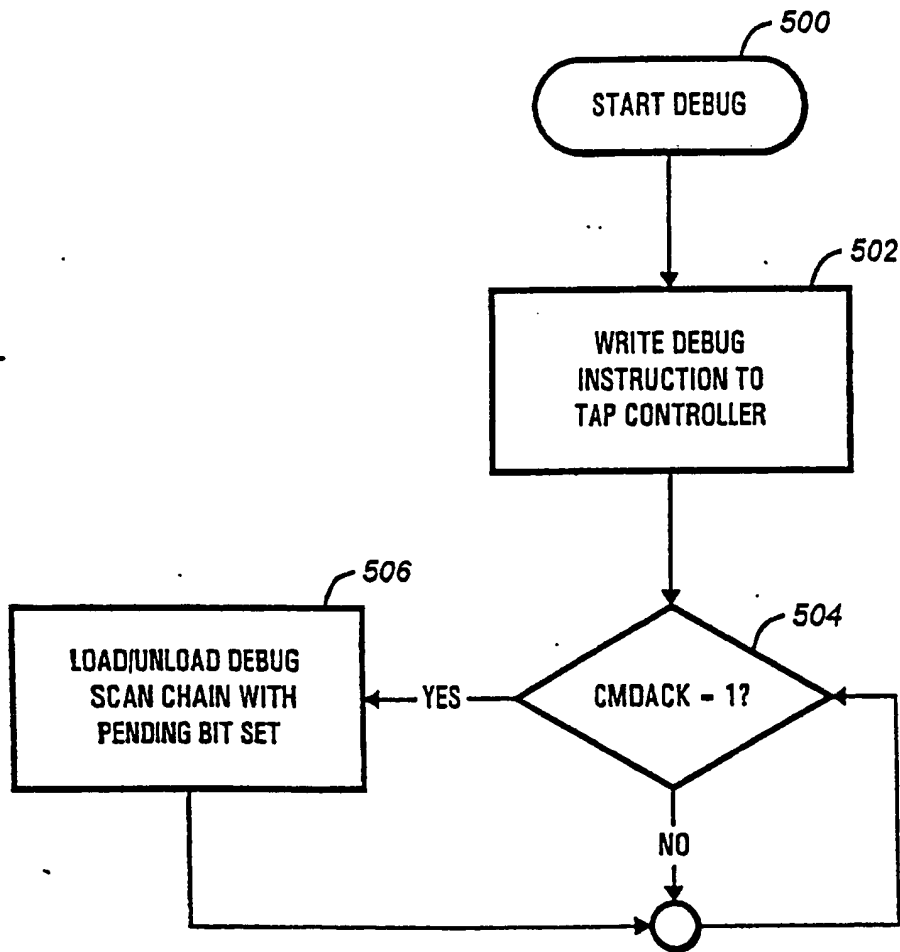 500
START DEBUG
502
WRITE DEBUG
INSTRUCTION TO
TAP CONTROLLER
506
LOAD/UNLOAD DEBUG
SCAN CHAIN WITH
PENDING BIT SET
504
YES
CMDACK = 1?
NO